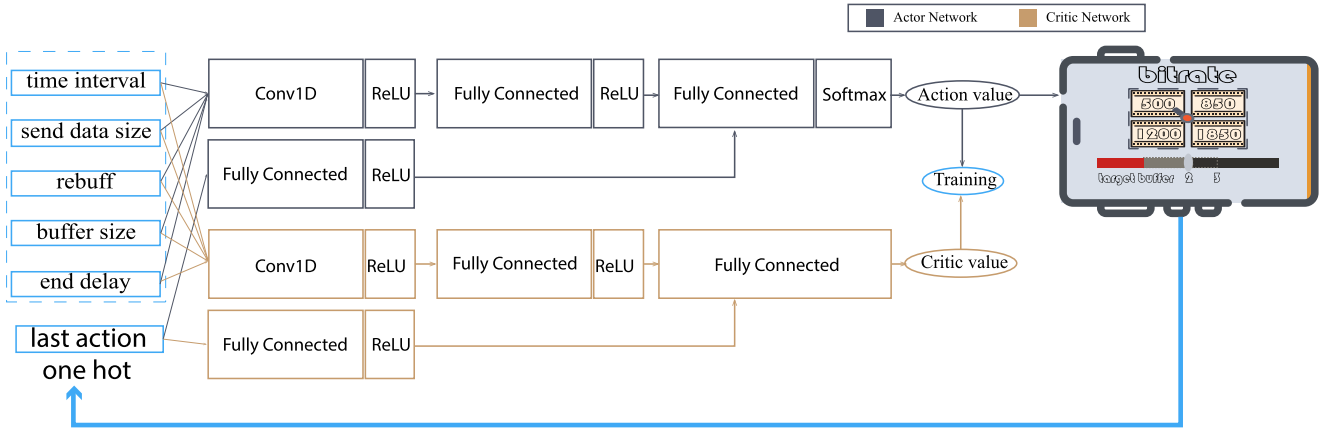 Actor Network
Critic Network
time interval
send data size
rebuff
buffer size
end delay
last action
one hot
Conv1D
ReLU
Fully Connected
ReLU
Fully Connected
Softmax
Action value
Fully Connected
ReLU
Training
Conv1D
ReLU
Fully Connected
ReLU
Fully Connected
Critic value
Fully Connected
ReLU
bitrate
500
850
1200
1850
target buffer 2 3